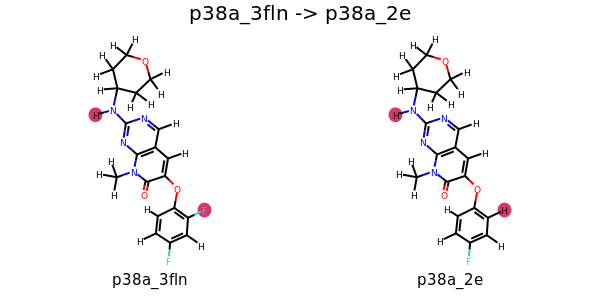 p38a_3fln -> p38a_2e
H H O H H H H H H H H N H N N H N H H H N O O F H H H F
H H O H H H H H H H H N H N N H N H H H N O O H H H H F
p38a_3fln p38a_2e